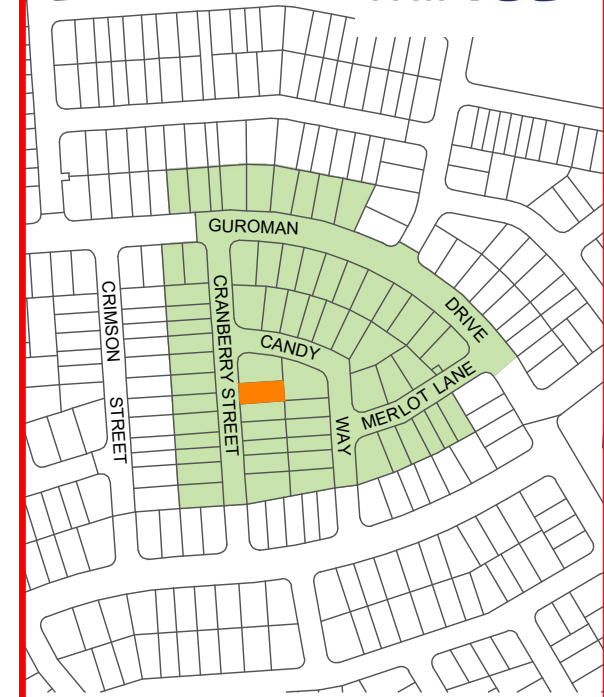 GUROMAN
DRIVE
CRIMSON
STREET
CRANBERRY STREET
CANDY
WAY
MERLOT LANE